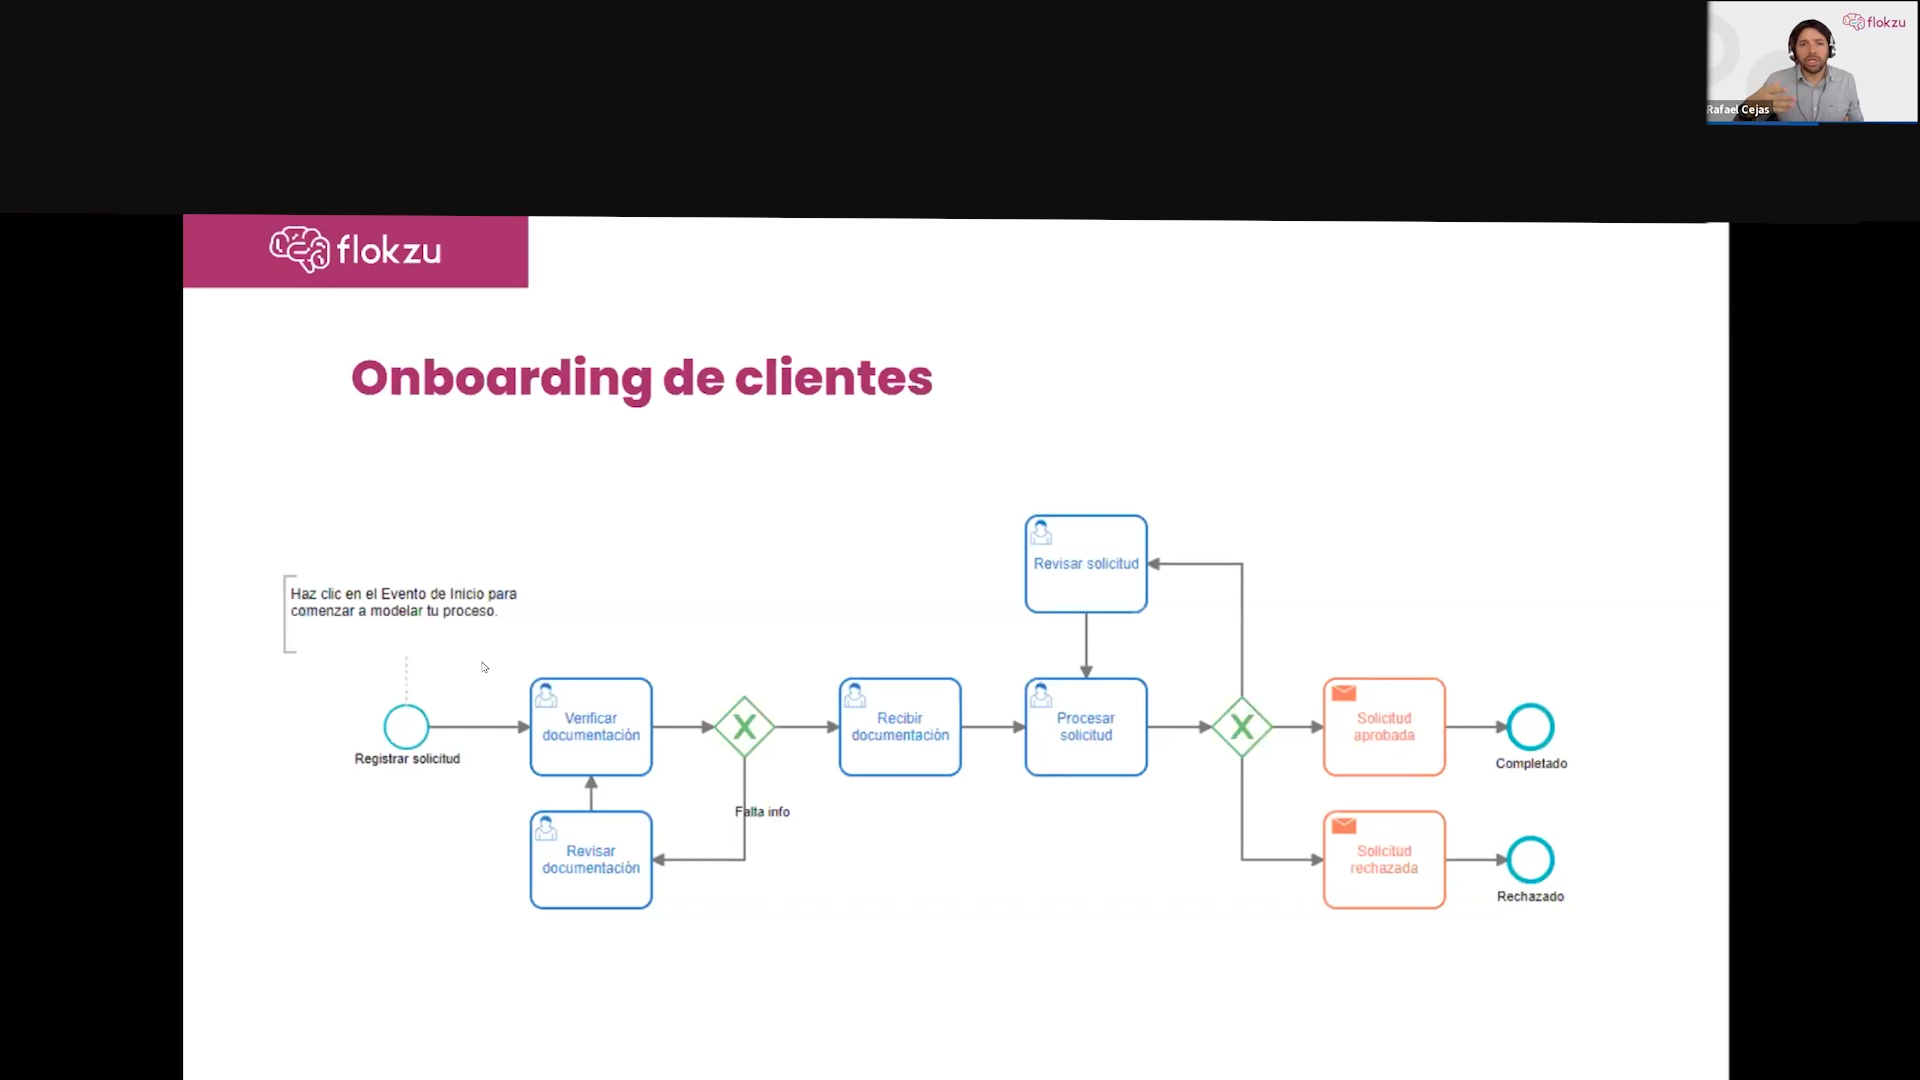 flokzu
Rafael Cejas
flokzu
Onboarding de clientes
Haz clic en el Evento de Inicio para
comenzar a modelar tu proceso.
Registrar solicitud
Verificar
documentación
Revisar
documentación
Falta info
Recibir
documentación
Revisar solicitud
Procesar
solicitud
Solicitud
aprobada
Completado
Solicitud
rechazada
Rechazado